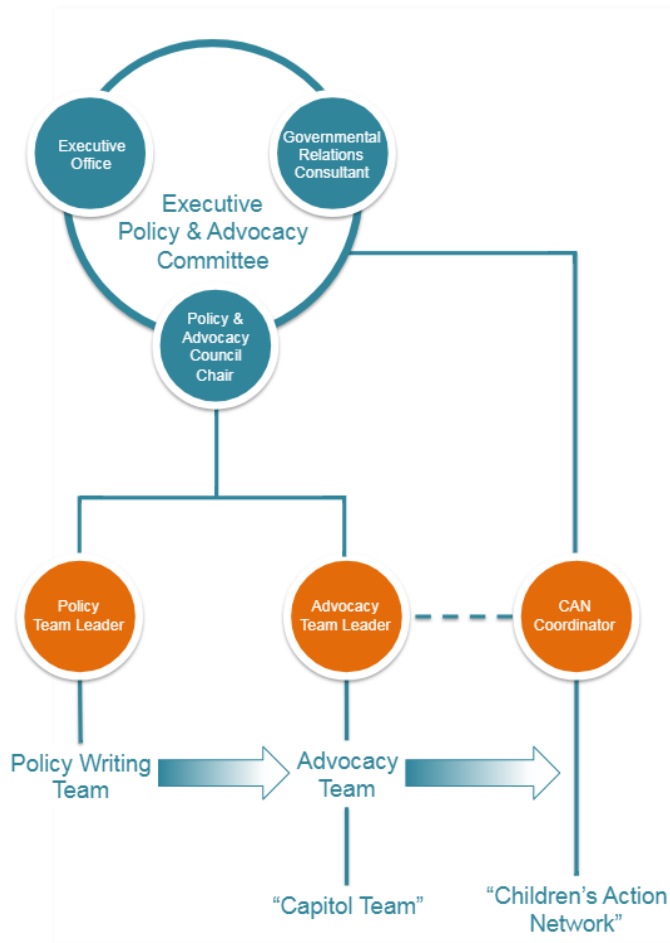 Executive
Office
Governmental
Relations
Consultant
Executive
Policy & Advocacy
Committee
Policy &
Advocacy
Council
Chair
Policy
Team Leader
Advocacy
Team Leader
CAN
Coordinator
Policy Writing
Team
Advocacy
Team
“Capitol Team”
“Children’s Action
Network”